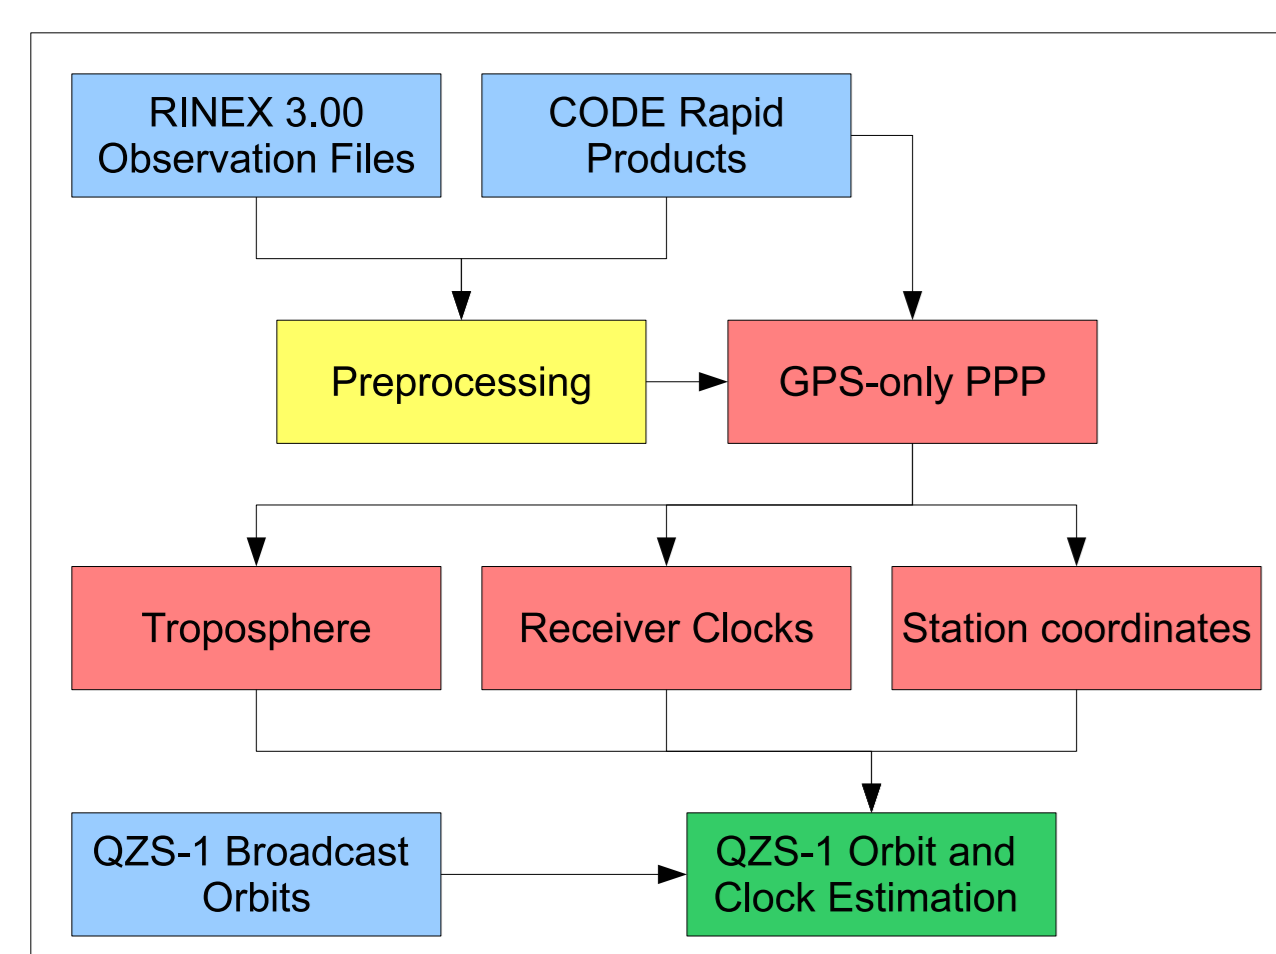 RINEX 3.00
Observation Files
CODE Rapid
Products
Preprocessing
GPS-only PPP
Troposphere
Receiver Clocks
Station coordinates
QZS-1 Broadcast
Orbits
QZS-1 Orbit and
Clock Estimation